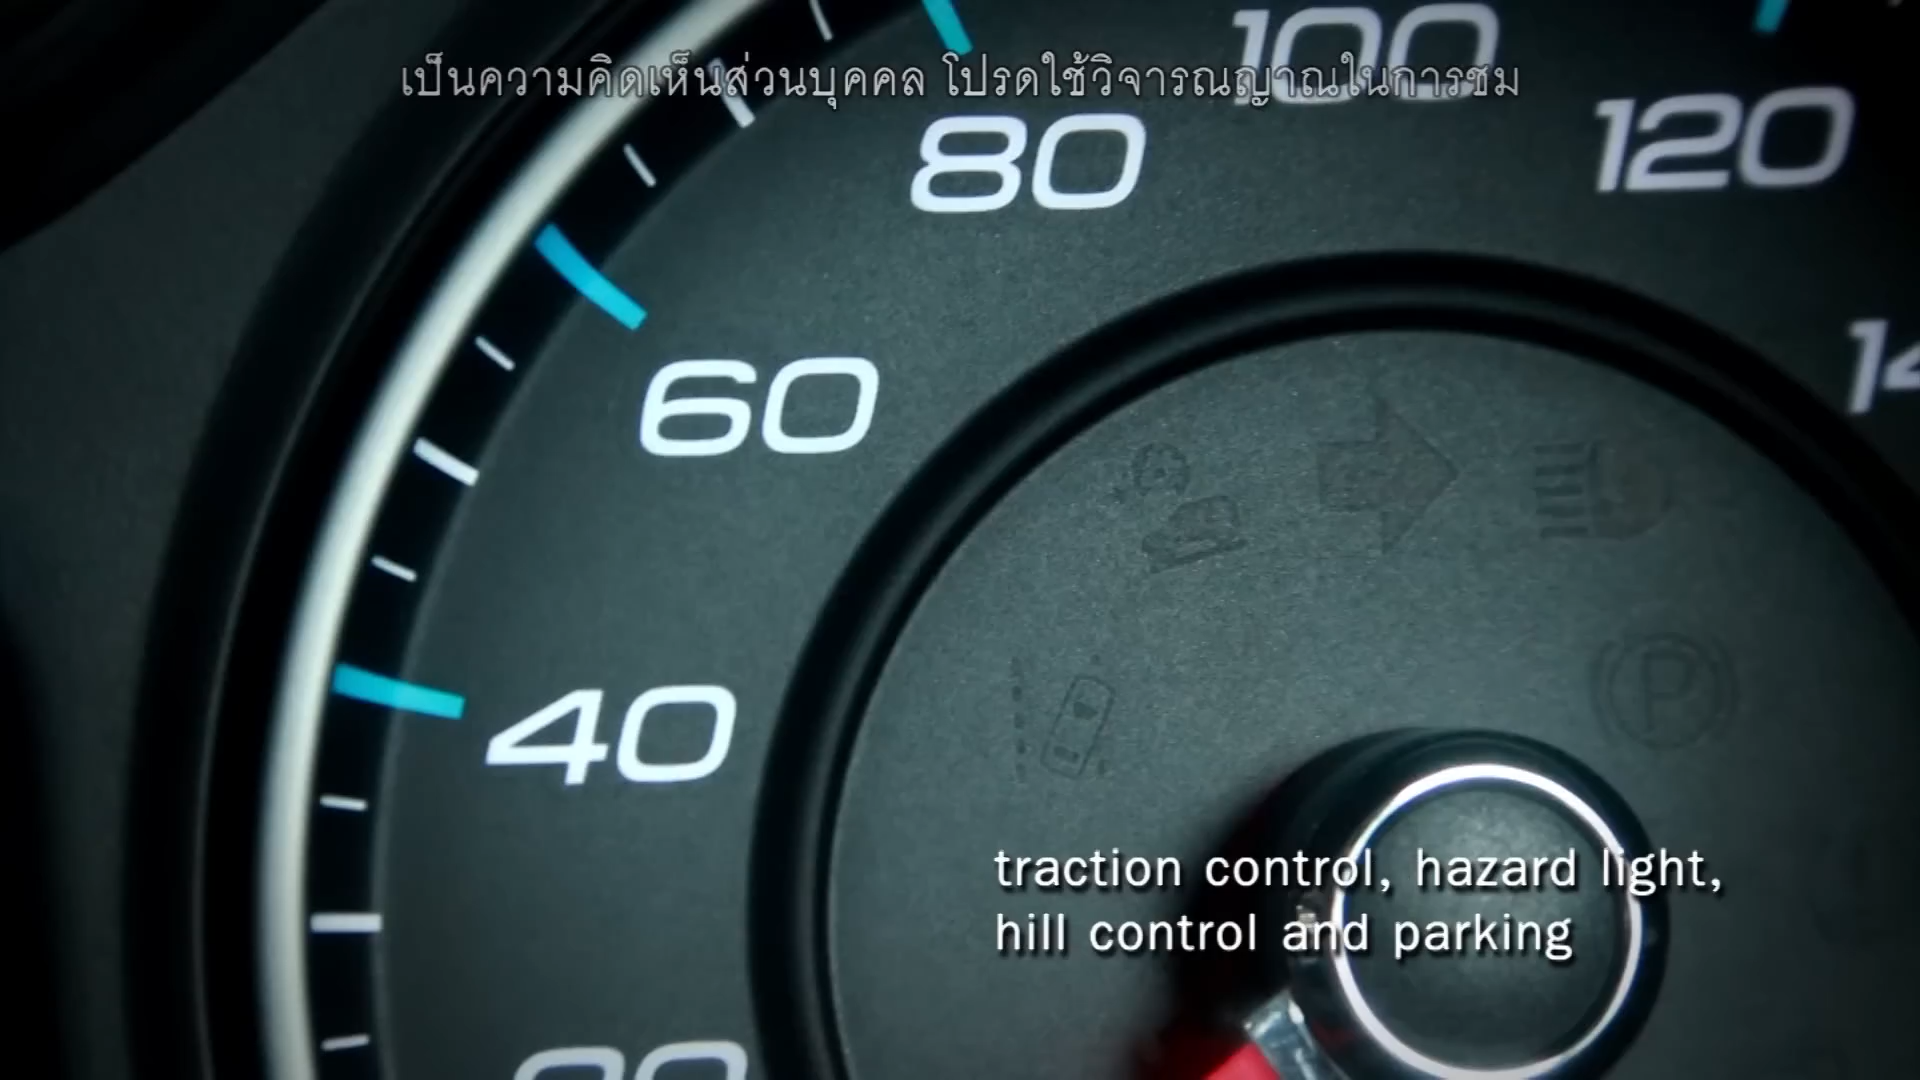 เป็นความคิดเห็นส่วนบุคคล โปรดใช้วิจารณญาณในการชม
100
120
80
60
40
P
traction control, hazard light,
hill control and parking